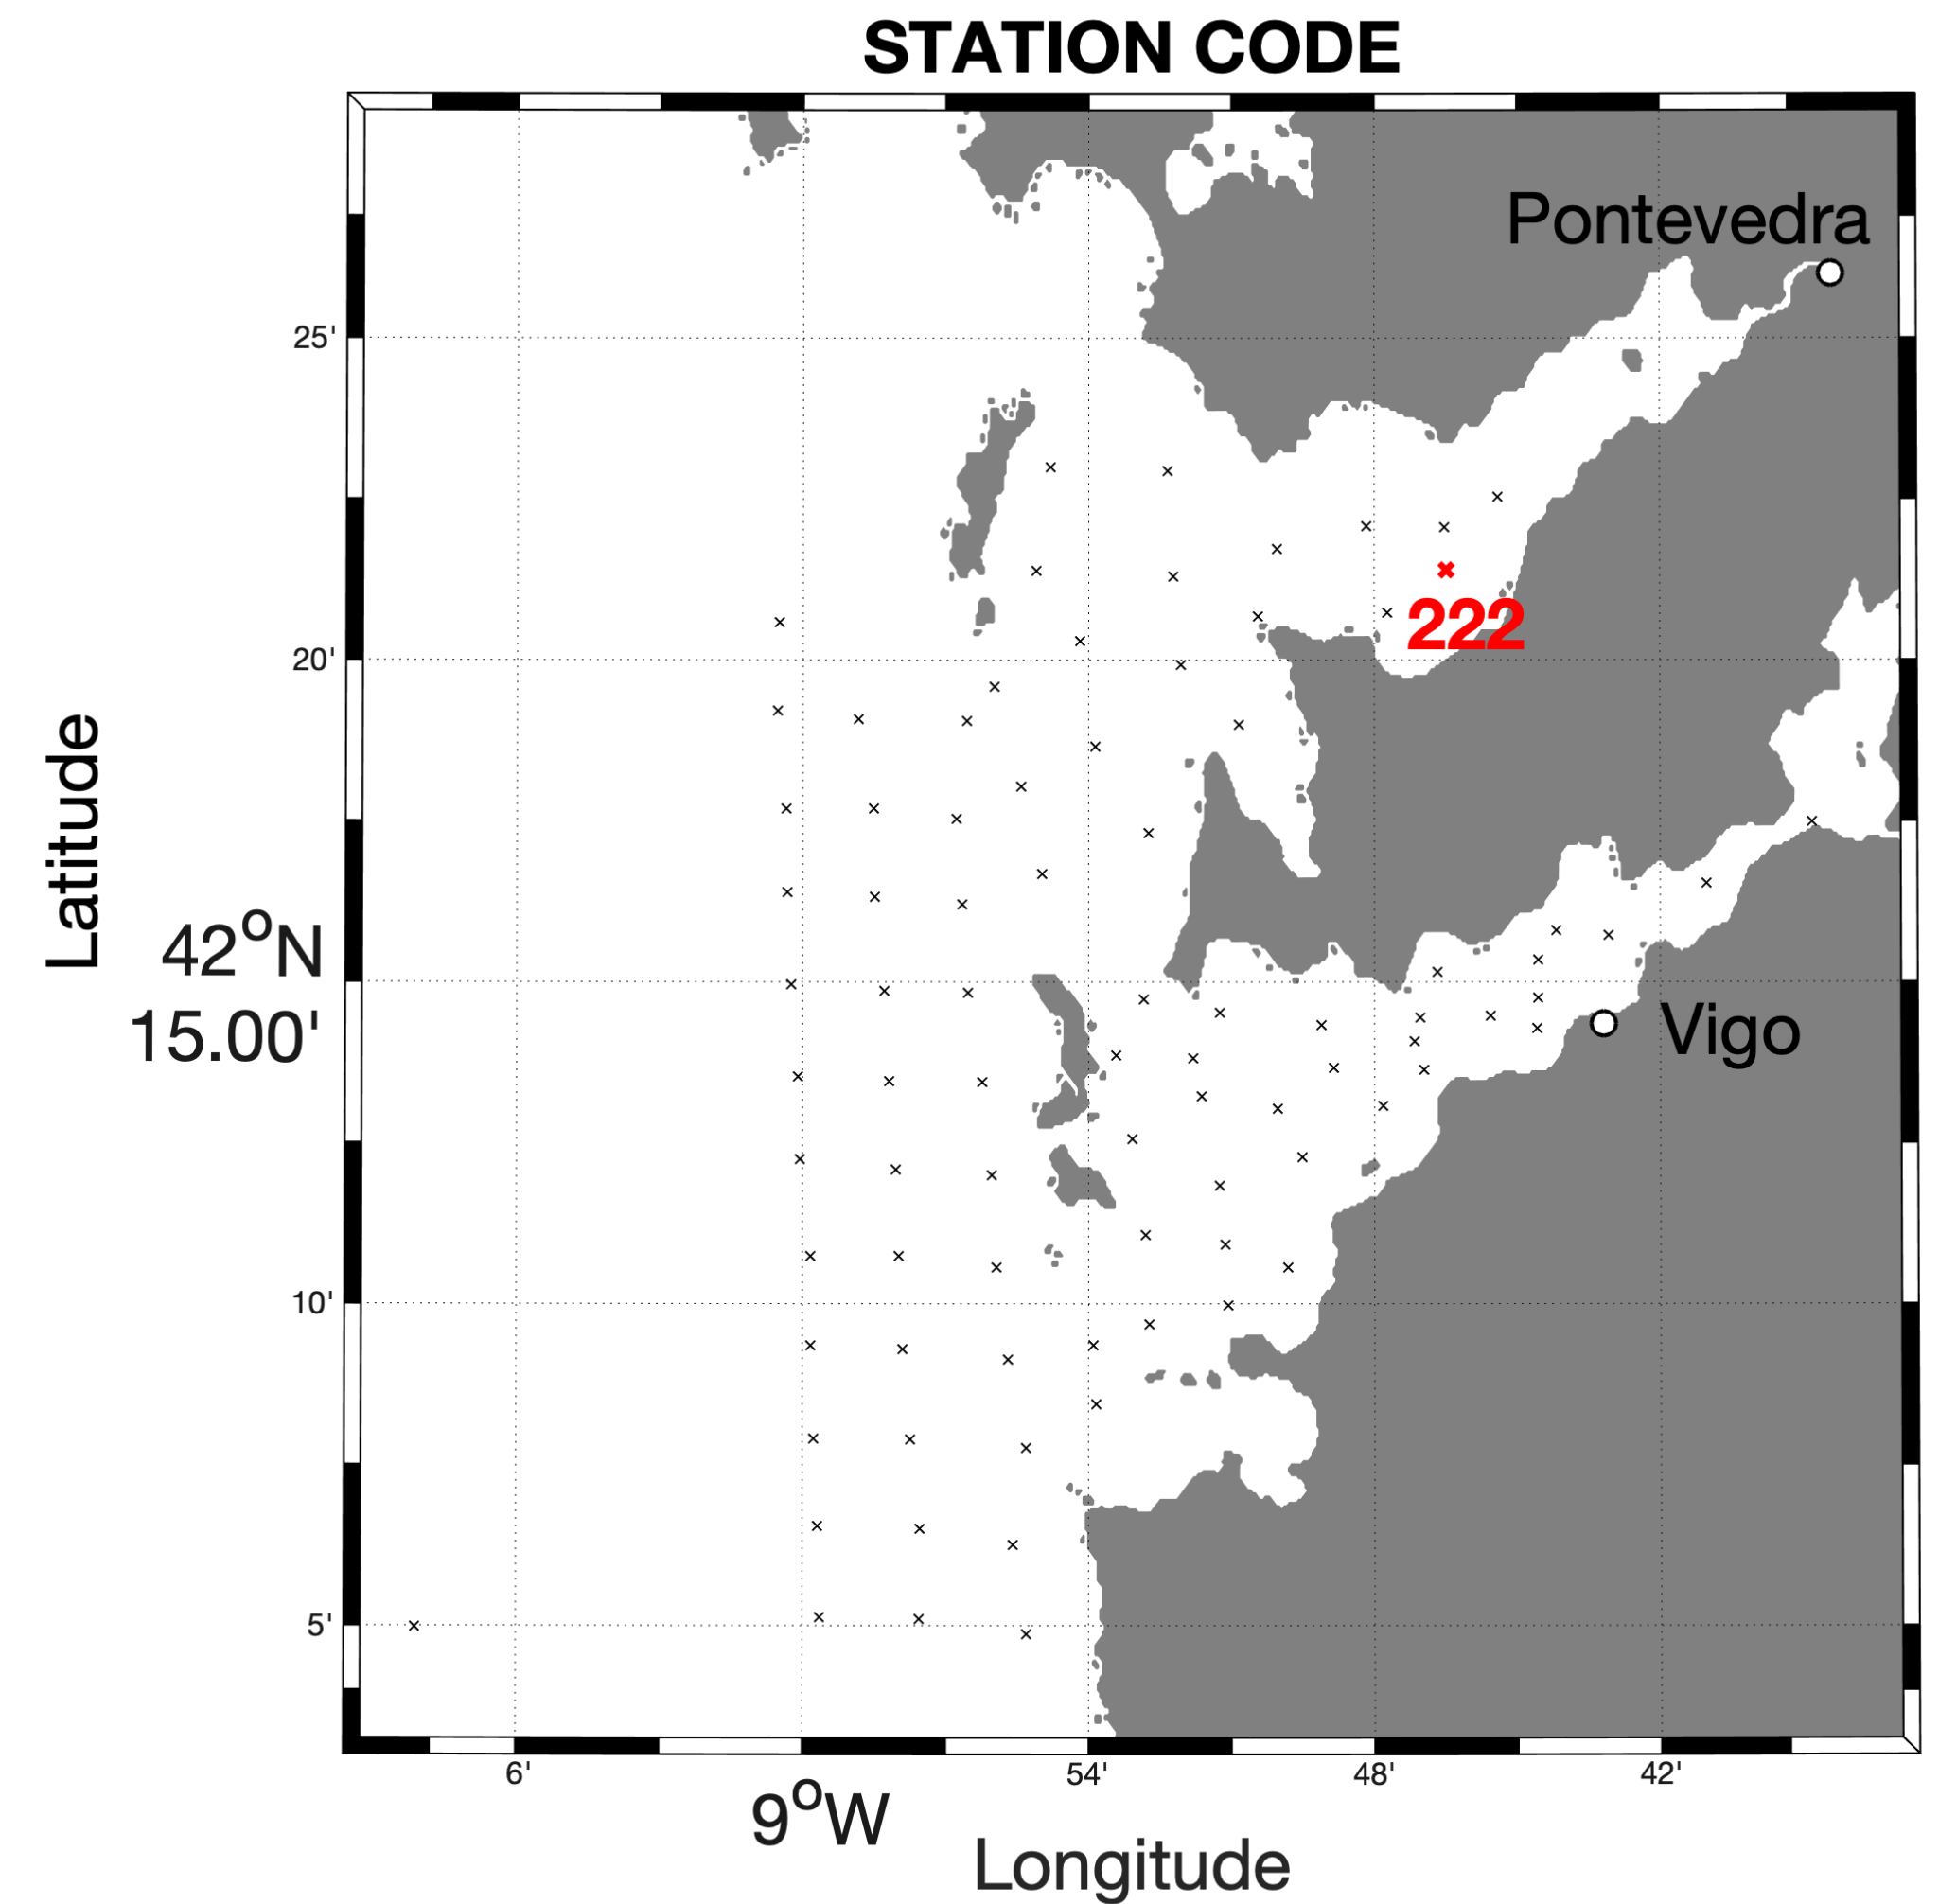 STATION CODE
Pontevedra
25'
222
20'
Latitude
42°N
15.00'
Vigo
10'
5'
6'
9°W
54'
48'
42'
Longitude